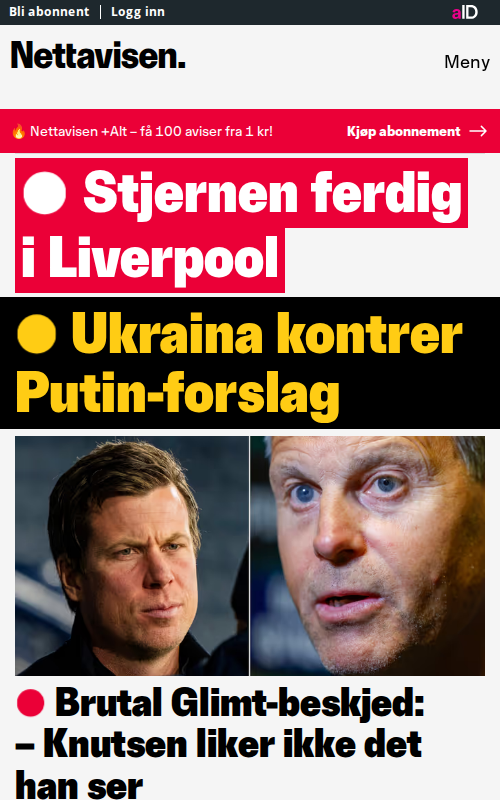 Bli abonnent | Logg inn
aID
Nettavisen.
Meny
🔥 Nettavisen +Alt – få 100 aviser fra 1 kr!
Kjøp abonnement →
Stjernen ferdig
i Liverpool
Ukraina kontrer
Putin-forslag
Brutal Glimt-beskjed:
– Knutsen liker ikke det
han ser